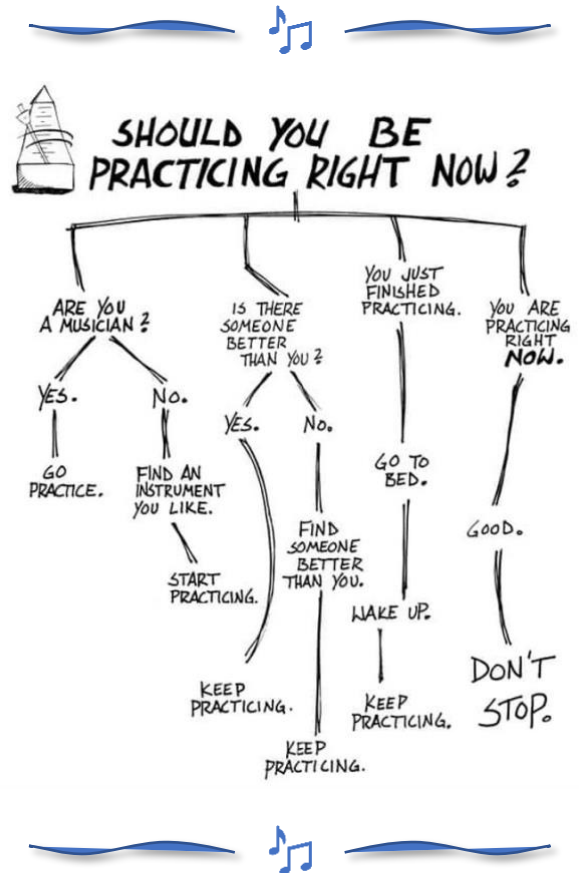 SHOULD YOU BE
PRACTICING RIGHT NOW?
ARE YOU
A MUSICIAN?
YES.
GO
PRACTICE.
NO.
FIND AN
INSTRUMENT
YOU LIKE.
START
PRACTICING.
IS THERE
SOMEONE
BETTER
THAN YOU?
YES.
KEEP
PRACTICING.
NO.
FIND
SOMEONE
BETTER
THAN YOU.
KEEP
PRACTICING.
YOU JUST
FINISHED
PRACTICING.
GO TO
BED.
WAKE UP.
KEEP
PRACTICING.
YOU ARE
PRACTICING
RIGHT
NOW.
GOOD.
DON'T
STOP.